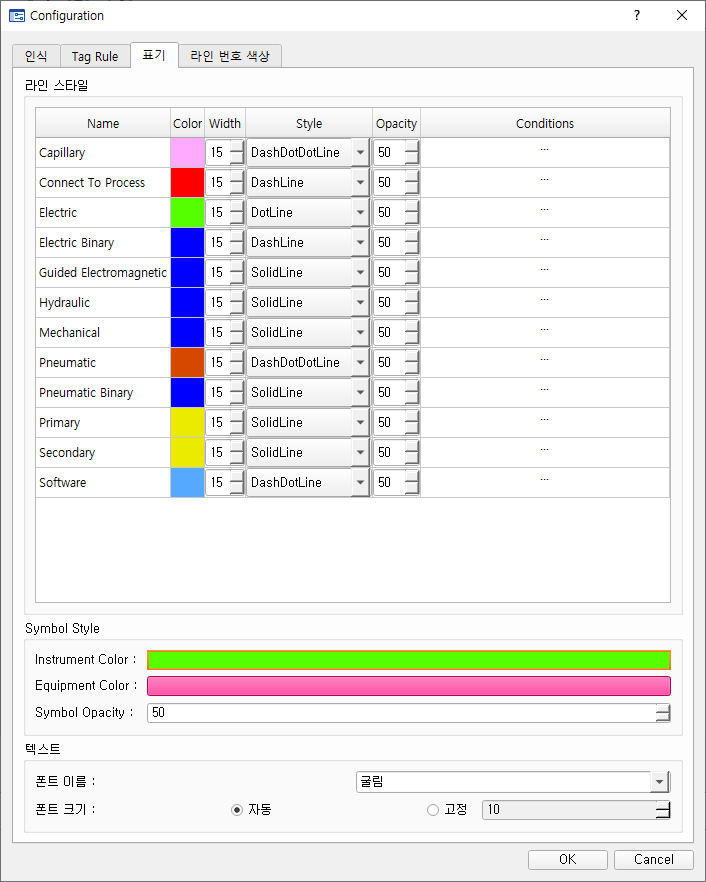 Configuration
?
인식 Tag Rule 표기 라인 번호 색상
라인 스타일
Name Color Width Style Opacity Conditions
Capillary 15 DashDotDotLine 50 ...
Connect To Process 15 DashLine 50 ...
Electric 15 DotLine 50 ...
Electric Binary 15 DashLine 50 ...
Guided Electromagnetic 15 SolidLine 50 ...
Hydraulic 15 SolidLine 50 ...
Mechanical 15 SolidLine 50 ...
Pneumatic 15 DashDotDotLine 50 ...
Pneumatic Binary 15 SolidLine 50 ...
Primary 15 SolidLine 50 ...
Secondary 15 SolidLine 50 ...
Software 15 DashDotLine 50 ...
Symbol Style
Instrument Color :
Equipment Color :
Symbol Opacity : 50
텍스트
폰트 이름 : 굴림
폰트 크기 : 자동 고정 10
OK Cancel